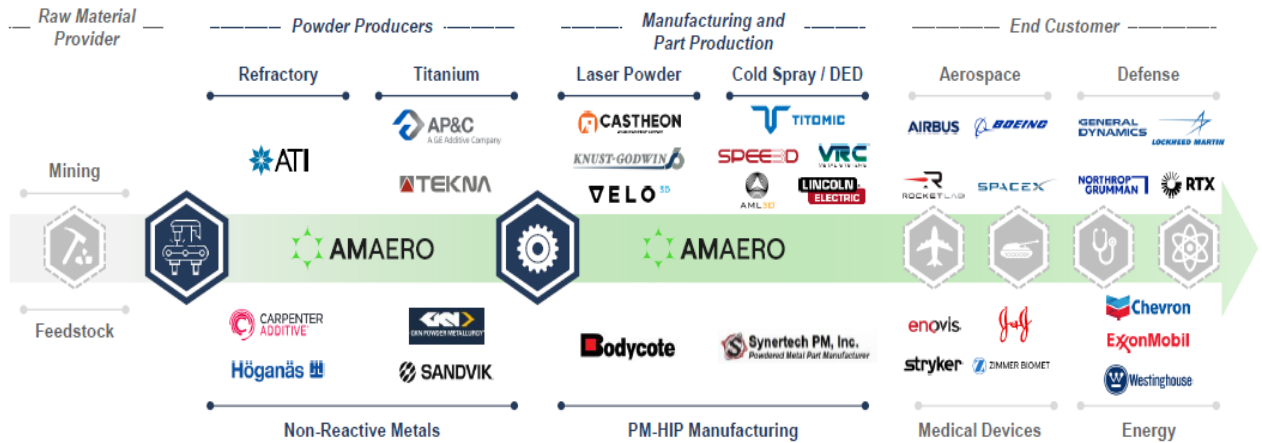 Raw Material
Provider
Powder Producers
Manufacturing and
Part Production
End Customer
Refractory
Titanium
Laser Powder
Cold Spray / DED
Aerospace
Defense
AP&C
A GE Additive Company
ATI
TEKNA
CASTHEON
KNUST-GODWIN
VELO 3D
TITOMIC
SPEE3D
VRC
AML3D
LINCOLN
ELECTRIC
AIRBUS
BOEING
ROCKETLAB
SPACEX
GENERAL
DYNAMICS
LOCKHEED MARTIN
NORTHROP
GRUMMAN
RTX
Mining
AMAERO
AMAERO
Feedstock
CARPENTER
ADDITIVE
Höganäs
GKN
GKN POWDER METALLURGY
SANDVIK
Bodycote
Synertech PM, Inc.
Powdered Metal Part Manufacturer
enovis
J&J
stryker
ZIMMER BIOMET
Chevron
ExxonMobil
Westinghouse
Non-Reactive Metals
PM-HIP Manufacturing
Medical Devices
Energy